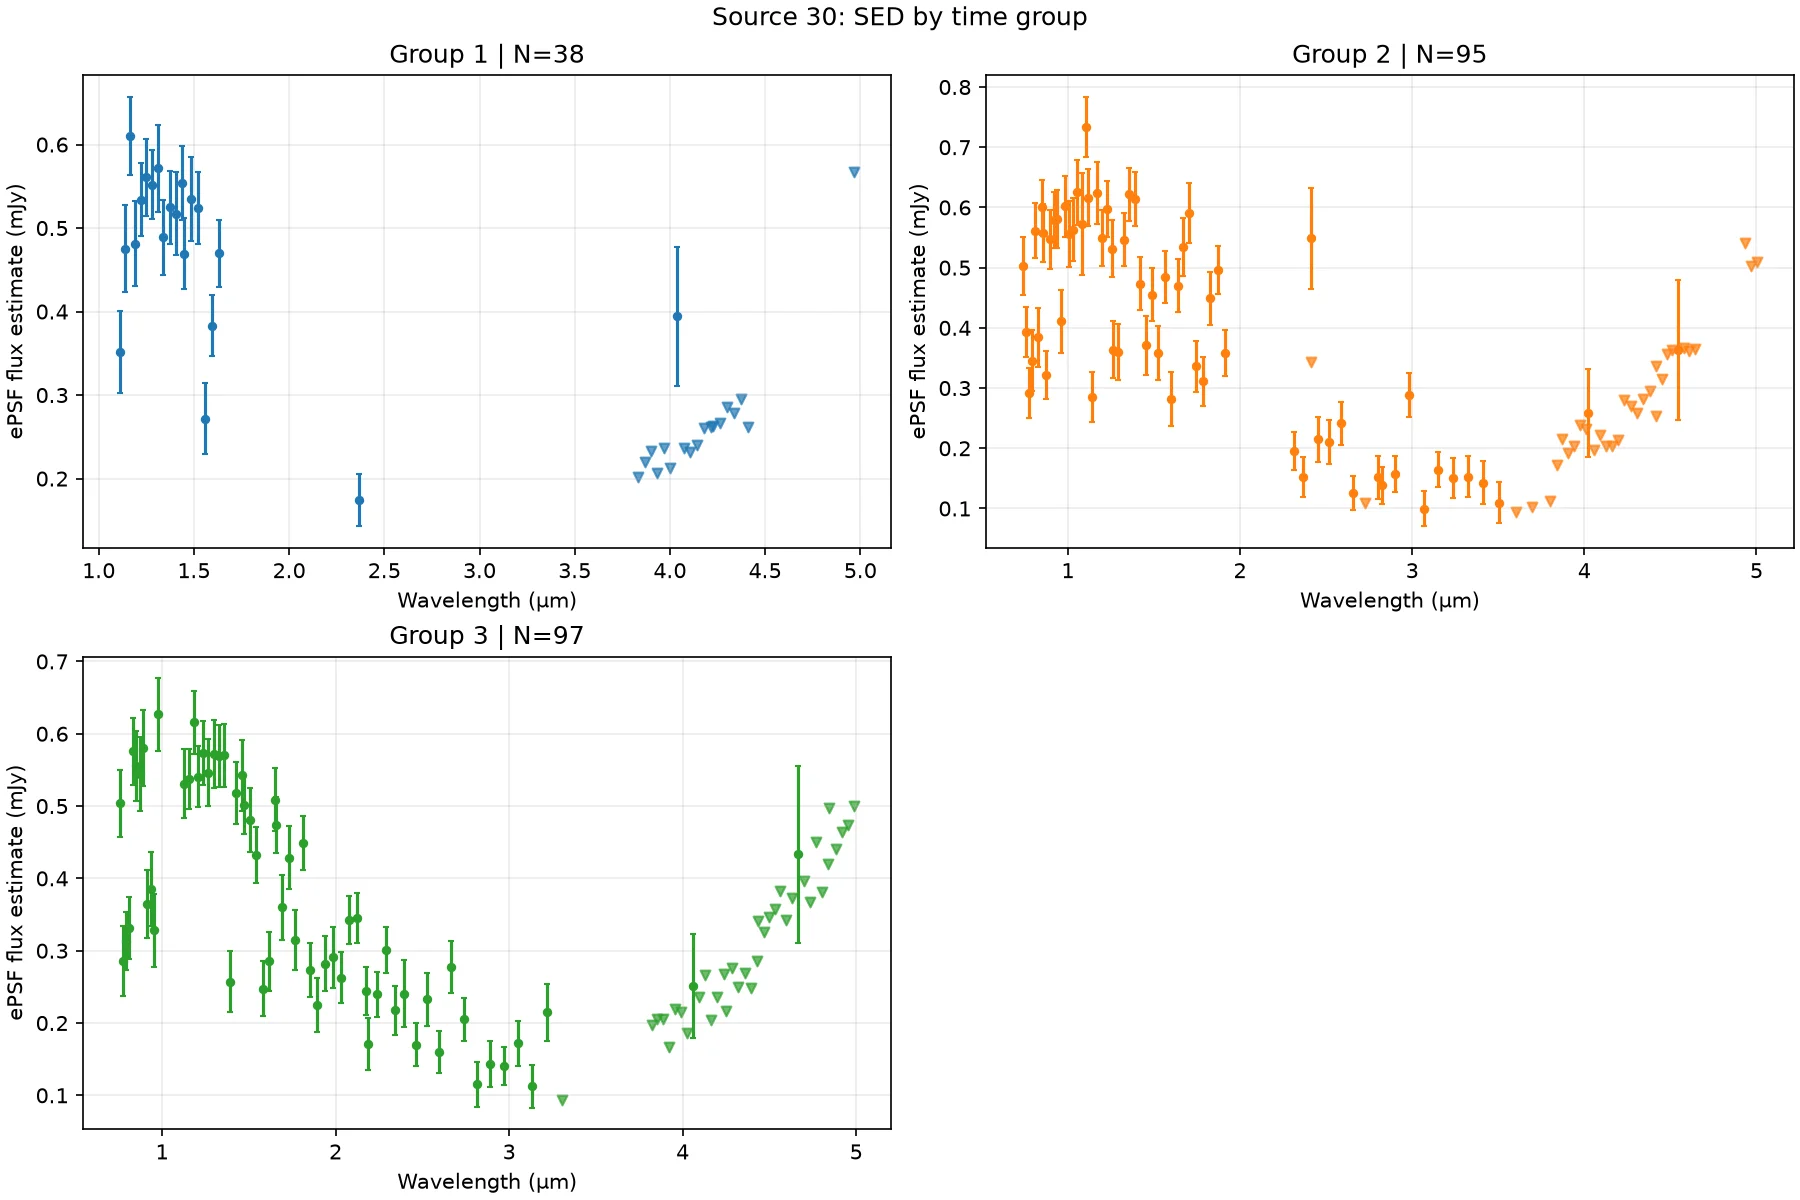 Source 30: SED by time group
Group 1 | N=38
ePSF flux estimate (mJy)
0.6
0.5
0.4
0.3
0.2
1.0 1.5 2.0 2.5 3.0 3.5 4.0 4.5 5.0
Wavelength (µm)
Group 2 | N=95
ePSF flux estimate (mJy)
0.8
0.7
0.6
0.5
0.4
0.3
0.2
0.1
1 2 3 4 5
Wavelength (µm)
Group 3 | N=97
ePSF flux estimate (mJy)
0.7
0.6
0.5
0.4
0.3
0.2
0.1
1 2 3 4 5
Wavelength (µm)